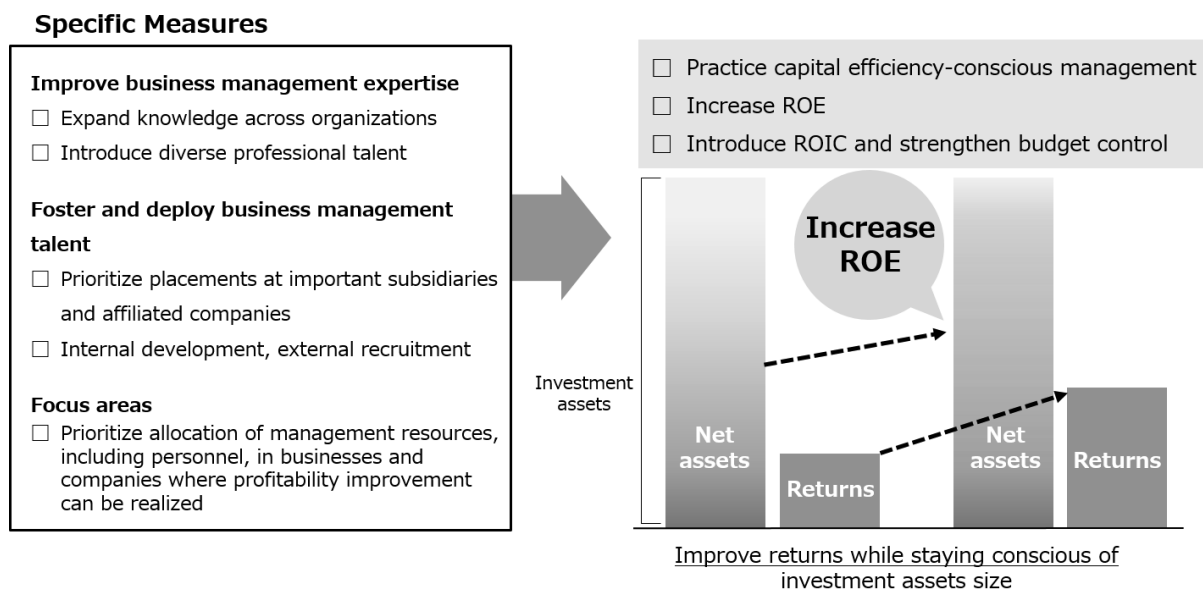 Specific Measures
Improve business management expertise
□ Expand knowledge across organizations
□ Introduce diverse professional talent
Foster and deploy business management
talent
□ Prioritize placements at important subsidiaries
and affiliated companies
□ Internal development, external recruitment
Focus areas
□ Prioritize allocation of management resources,
including personnel, in businesses and
companies where profitability improvement
can be realized
□ Practice capital efficiency-conscious management
□ Increase ROE
□ Introduce ROIC and strengthen budget control
Increase
ROE
Investment
assets
Net
assets
Returns
Net
assets
Returns
Improve returns while staying conscious of
investment assets size